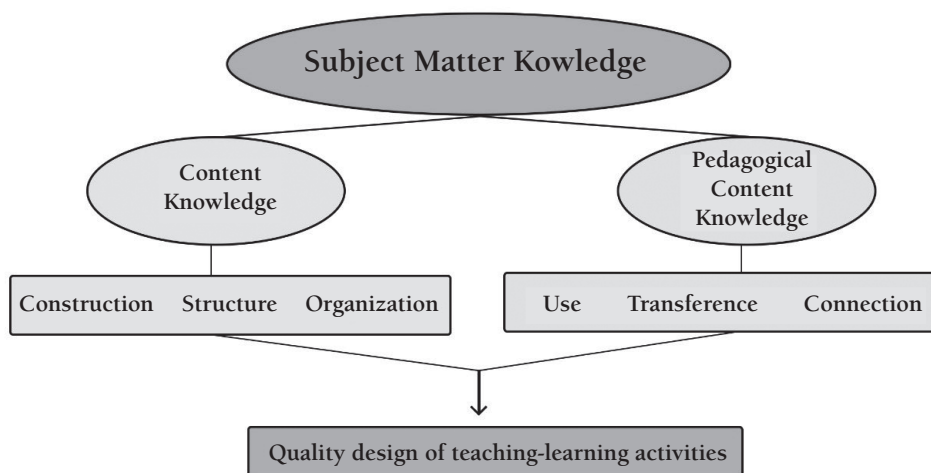 Subject Matter Kowledge
Content
Knowledge
Pedagogical
Content
Knowledge
Construction Structure Organization
Use Transference Connection
Quality design of teaching-learning activities